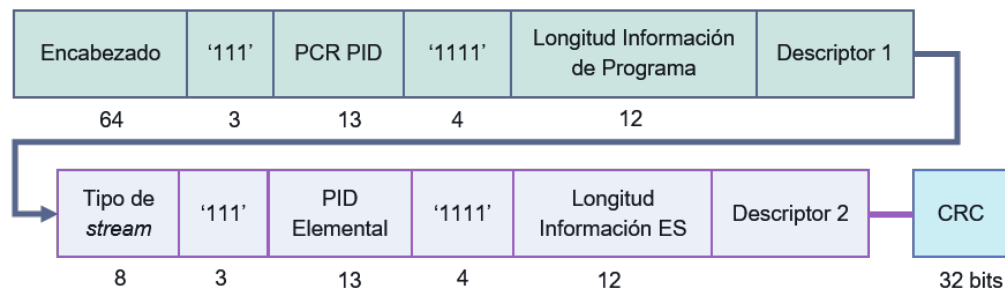 Encabezado
‘111’
PCR PID
‘1111’
Longitud Información
de Programa
Descriptor 1
64
3
13
4
12
Tipo de
stream
‘111’
PID
Elemental
‘1111’
Longitud
Información ES
Descriptor 2
CRC
8
3
13
4
12
32 bits